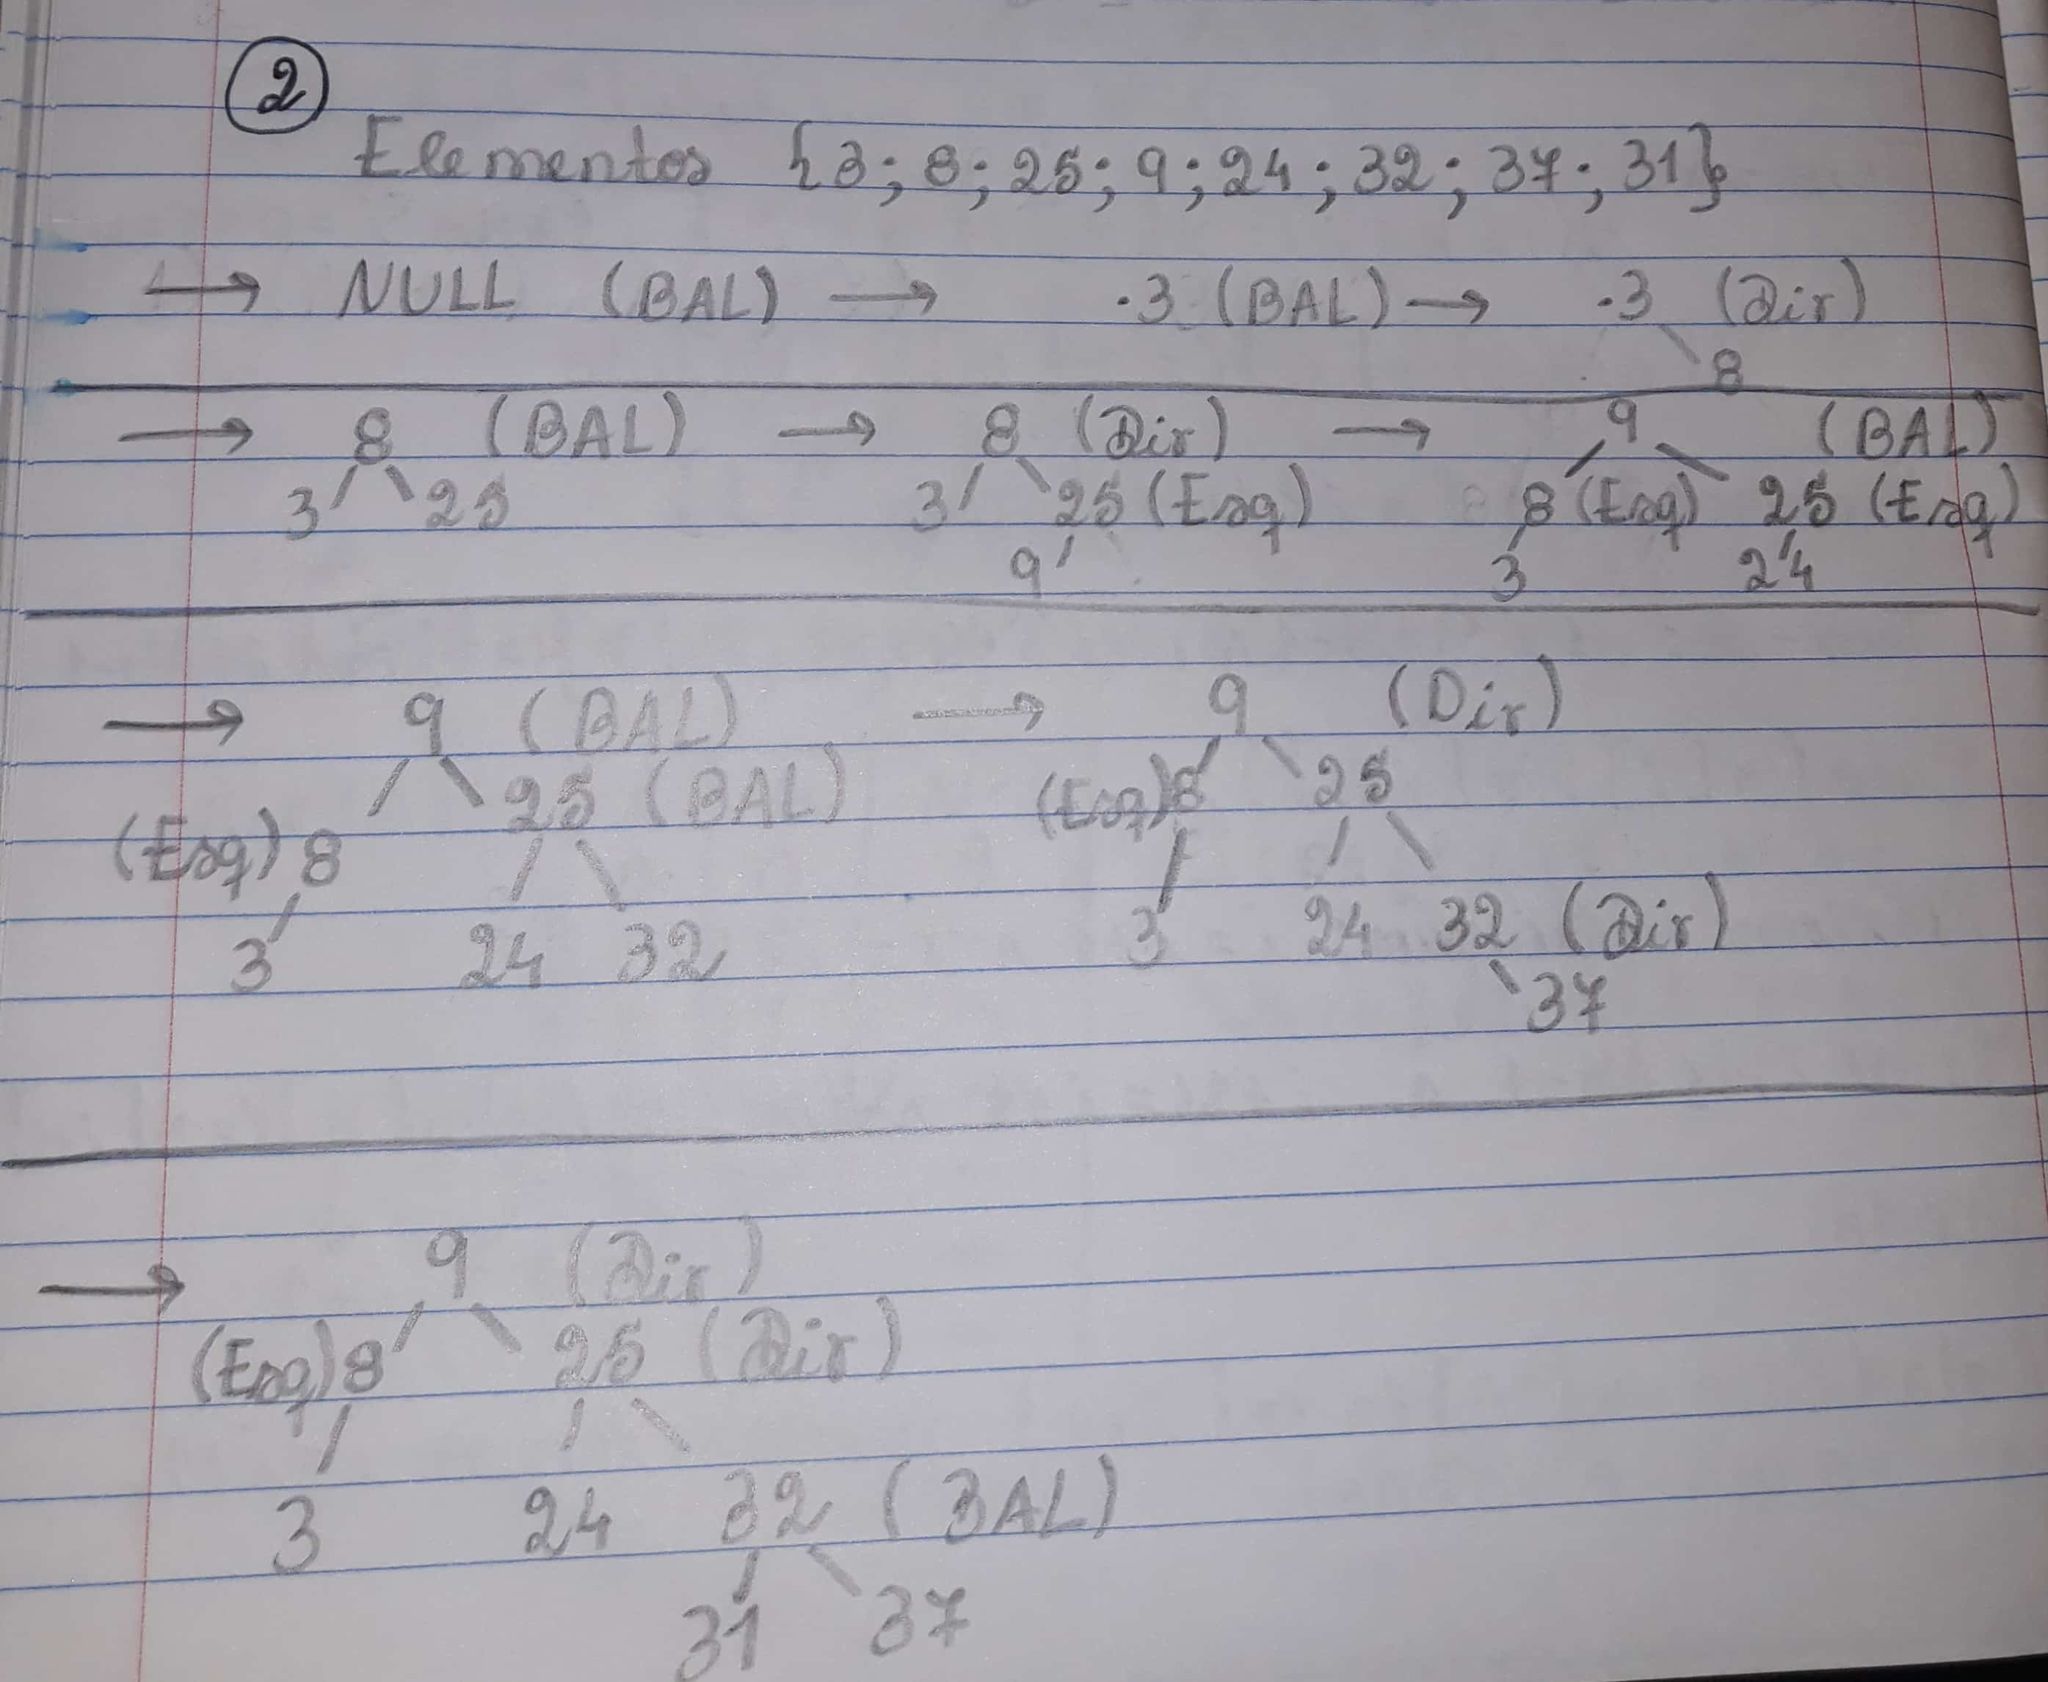 2
Elementos {3; 8; 25; 9; 24; 32; 37; 31}
→ NULL (BAL) → .3 (BAL) → .3 (Dir)
8
→ 8 (BAL) → 8 (Dir) → 9 (BAL)
3 25 3 25 (Esq) 8 (Esq) 25 (Esq)
9 3 24
→ 9 (BAL) → 9 (Dir)
25 (BAL) (Esq) 8 25
(Esq) 8
3 24 32 3 24 32 (Dir)
37
→ 9 (Dir)
(Esq) 8 25 (Dir)
3 24 32 (BAL)
31 37